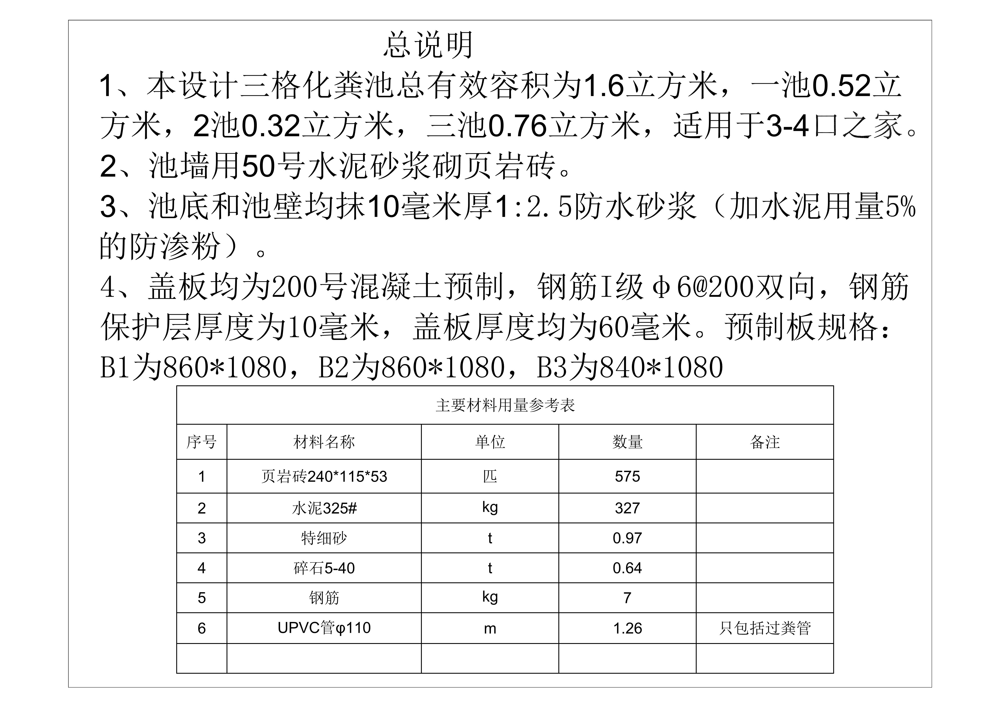 总说明
1、本设计三格化粪池总有效容积为1.6立方米，一池0.52立
方米，2池0.32立方米，三池0.76立方米，适用于3-4口之家。
2、池墙用50号水泥砂浆砌页岩砖。
3、池底和池壁均抹10毫米厚1:2.5防水砂浆（加水泥用量5%
的防渗粉）。
4、盖板均为200号混凝土预制，钢筋I级φ6@200双向，钢筋
保护层厚度为10毫米，盖板厚度均为60毫米。预制板规格：
B1为860*1080，B2为860*1080，B3为840*1080
主要材料用量参考表
序号 材料名称 单位 数量 备注
1 页岩砖240*115*53 匹 575
2 水泥325# kg 327
3 特细砂 t 0.97
4 碎石5-40 t 0.64
5 钢筋 kg 7
6 UPVC管φ110 m 1.26 只包括过粪管